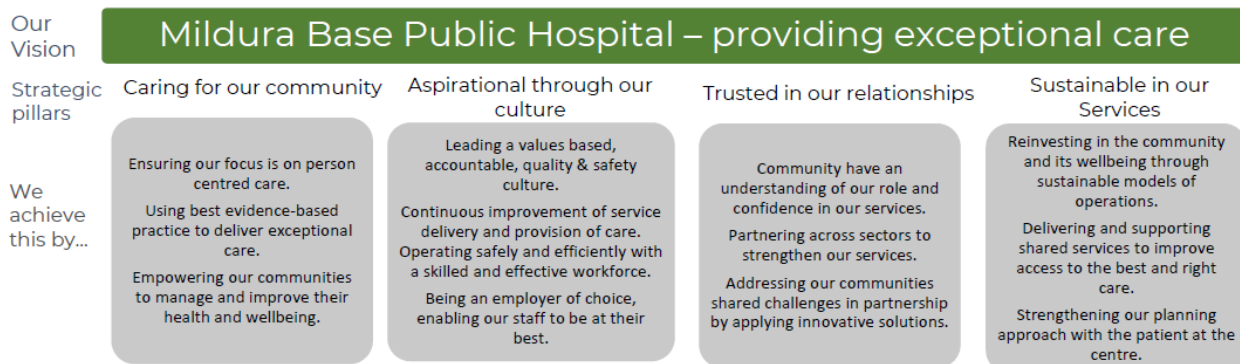 Our
Vision
Mildura Base Public Hospital – providing exceptional care
Strategic
pillars
Caring for our community
Aspirational through our
culture
Trusted in our relationships
Sustainable in our
Services
We
achieve
this by...
Ensuring our focus is on person
centred care.
Using best evidence-based
practice to deliver exceptional
care.
Empowering our communities
to manage and improve their
health and wellbeing.
Leading a values based,
accountable, quality & safety
culture.
Continuous improvement of service
delivery and provision of care.
Operating safely and efficiently with
a skilled and effective workforce.
Being an employer of choice,
enabling our staff to be at their
best.
Community have an
understanding of our role and
confidence in our services.
Partnering across sectors to
strengthen our services.
Addressing our communities
shared challenges in partnership
by applying innovative solutions.
Reinvesting in the community
and its wellbeing through
sustainable models of
operations.
Delivering and supporting
shared services to improve
access to the best and right
care.
Strengthening our planning
approach with the patient at the
centre.